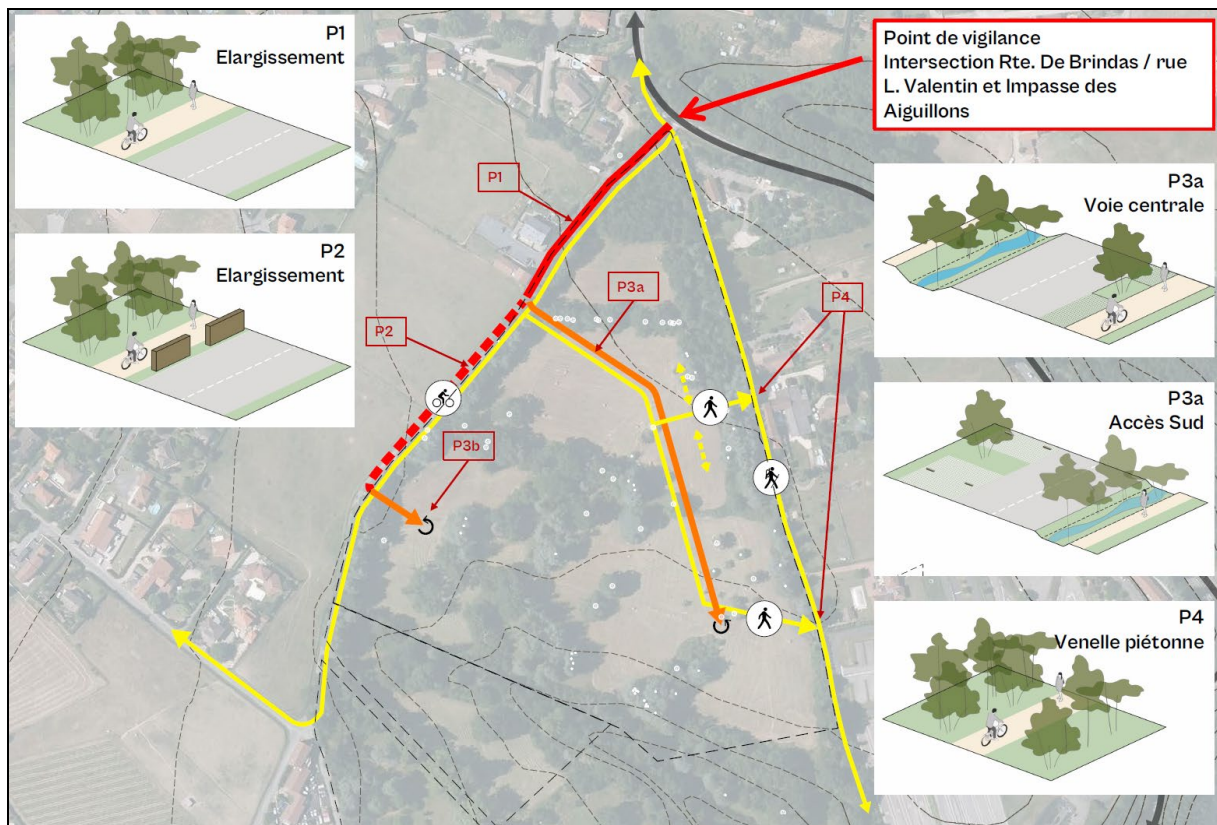 P1
Elargissement
Point de vigilance
Intersection Rte. De Brindas / rue
L. Valentin et Impasse des
Aiguillons
P1
P3a
Voie centrale
P2
Elargissement
P3a
P4
P2
P3b
P3a
Accès Sud
P4
Venelle piétonne